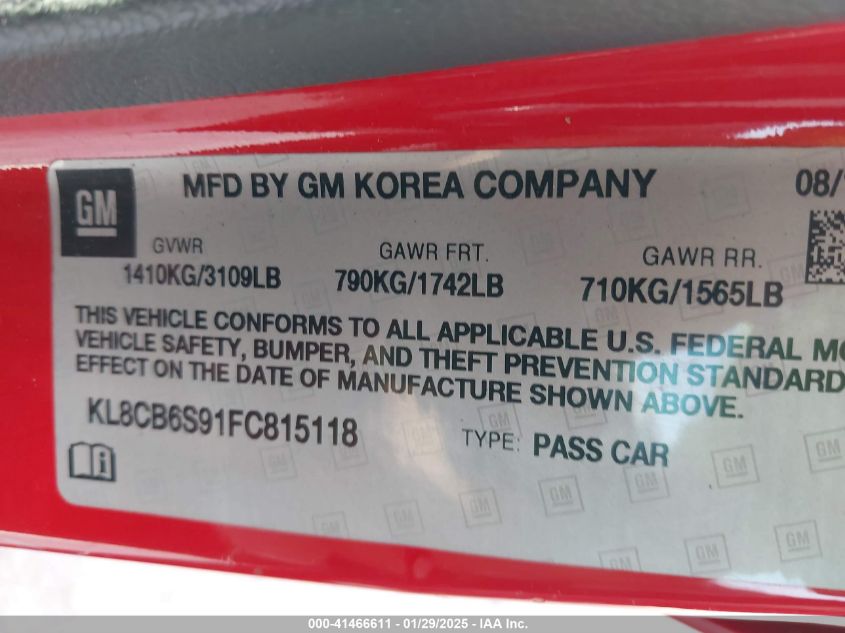 GM
MFD BY GM KOREA COMPANY
08/
GVWR GAWR FRT. GAWR RR.
1410KG/3109LB 790KG/1742LB 710KG/1565LB
THIS VEHICLE CONFORMS TO ALL APPLICABLE U.S. FEDERAL
VEHICLE SAFETY, BUMPER, AND THEFT PREVENTION STANDARD
EFFECT ON THE DATE OF MANUFACTURE SHOWN ABOVE.
KL8CB6S91FC815118
TYPE: PASS CAR
000-41466611 - 01/29/2025 - IAA Inc.